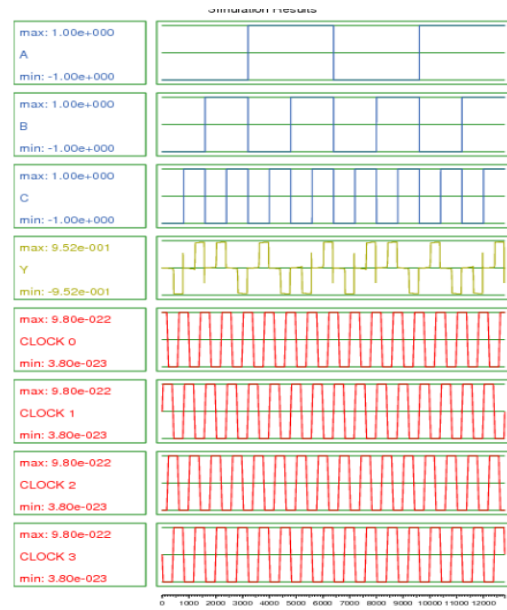 Simulation Results
max: 1.00e+000
A
min: -1.00e+000
max: 1.00e+000
B
min: -1.00e+000
max: 1.00e+000
C
min: -1.00e+000
max: 9.52e-001
Y
min: -9.52e-001
max: 9.80e-022
CLOCK 0
min: 3.80e-023
max: 9.80e-022
CLOCK 1
min: 3.80e-023
max: 9.80e-022
CLOCK 2
min: 3.80e-023
max: 9.80e-022
CLOCK 3
min: 3.80e-023
0 1000 2000 3000 4000 5000 6000 7000 8000 9000 10000 11000 12000